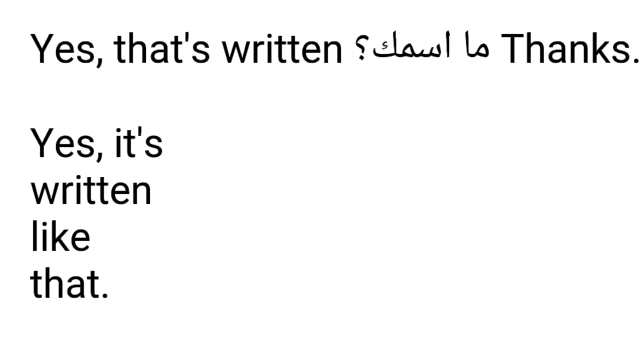 Yes, that's written ما اسمك؟ Thanks.
Yes, it's
written
like
that.